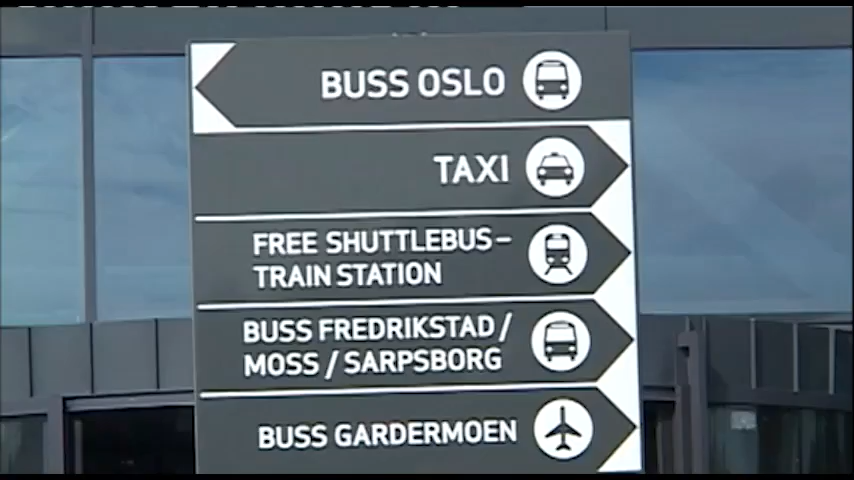 BUSS OSLO
TAXI
FREE SHUTTLEBUS–
TRAIN STATION
BUSS FREDRIKSTAD/
MOSS / SARPSBORG
BUSS GARDERMOEN